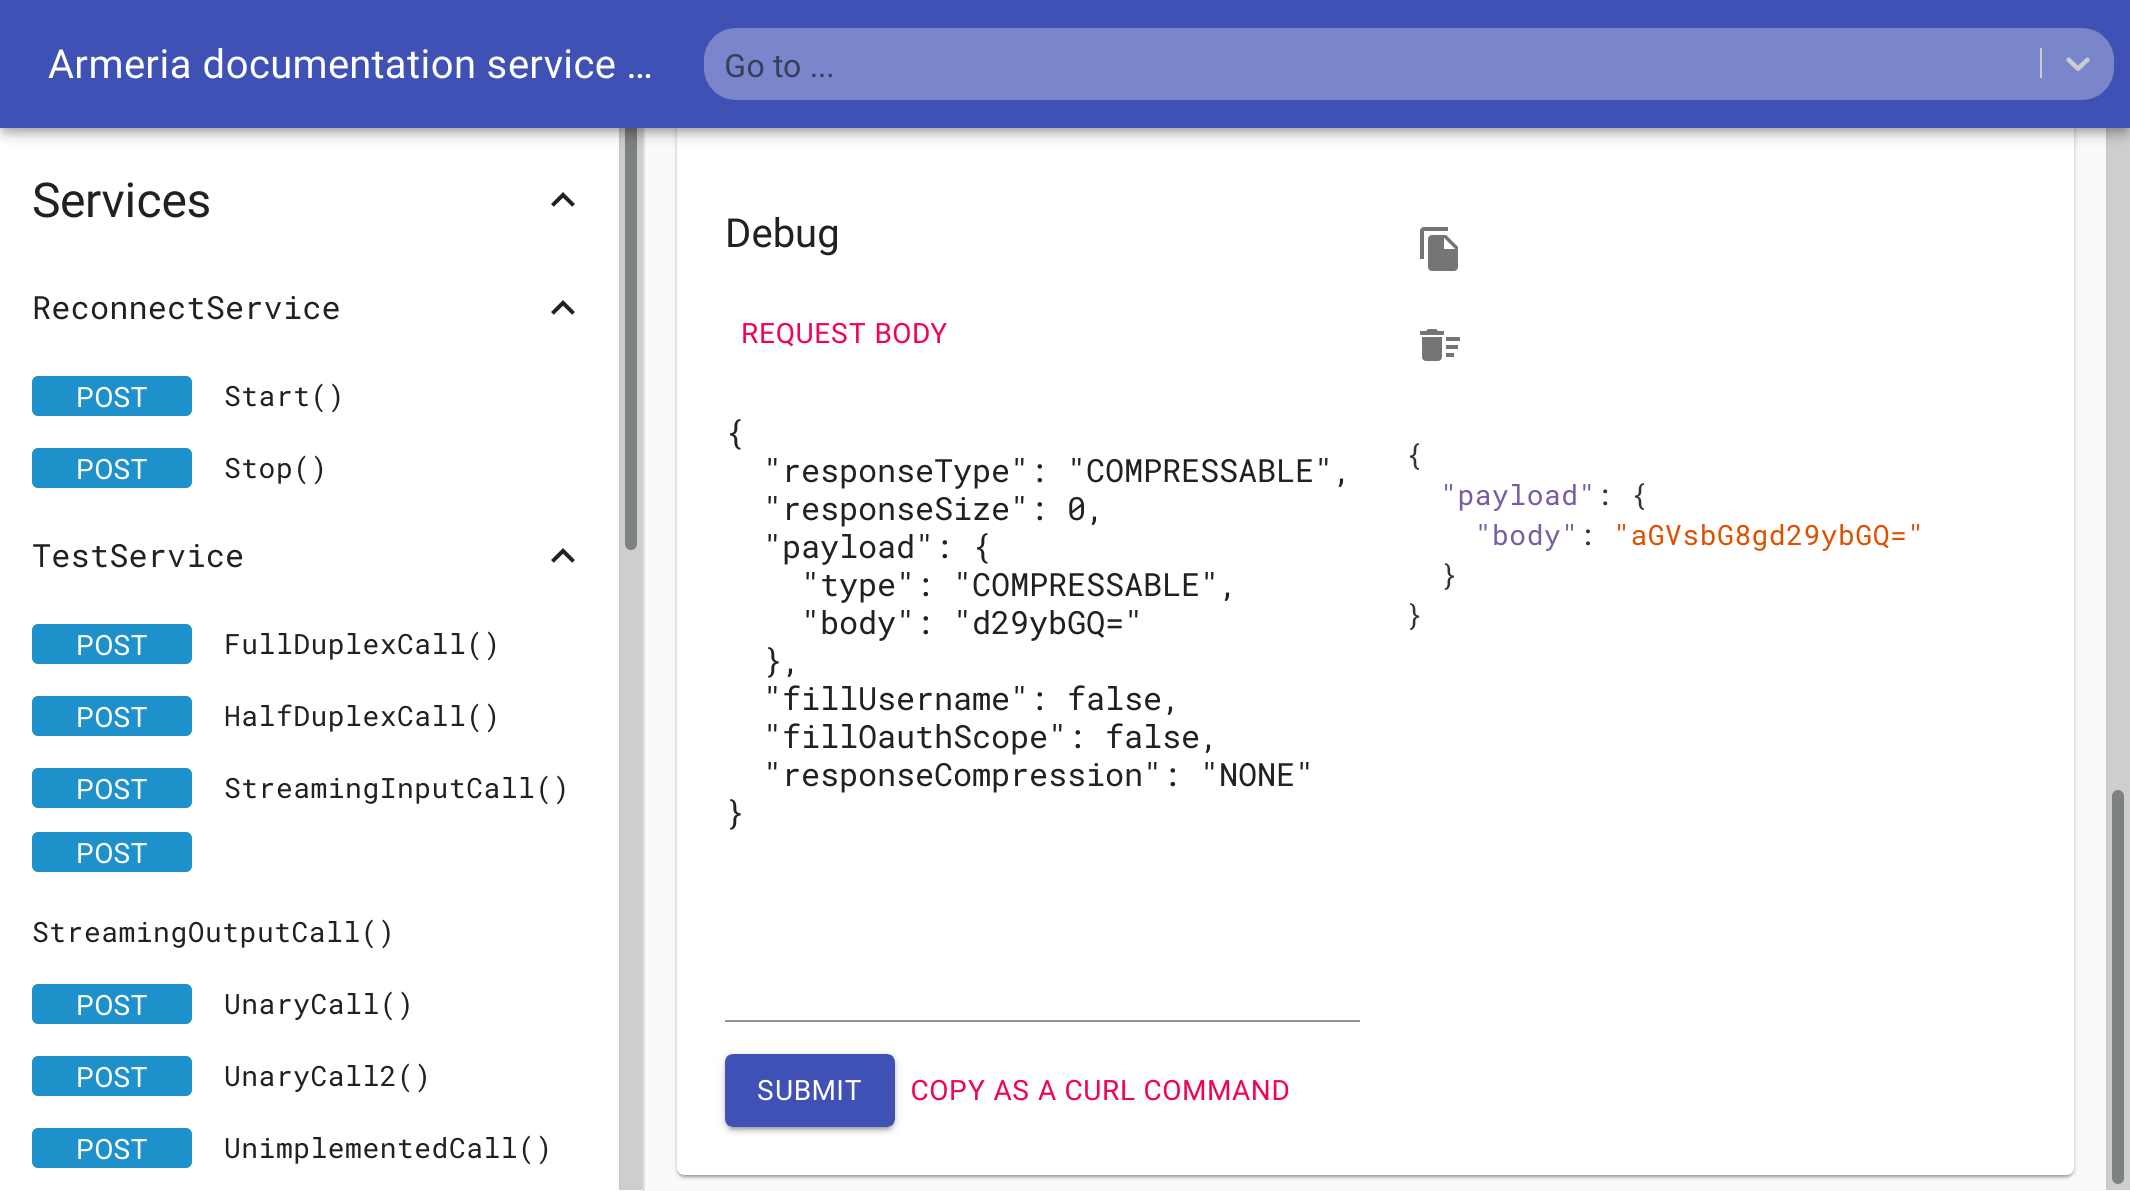 Armeria documentation service ...
Go to ...
Services
ReconnectService
POST Start()
POST Stop()
TestService
POST FullDuplexCall()
POST HalfDuplexCall()
POST StreamingInputCall()
POST
StreamingOutputCall()
POST UnaryCall()
POST UnaryCall2()
POST UnimplementedCall()
Debug
REQUEST BODY
{
  "responseType": "COMPRESSABLE",
  "responseSize": 0,
  "payload": {
    "type": "COMPRESSABLE",
    "body": "d29ybGQ="
  },
  "fillUsername": false,
  "fillOauthScope": false,
  "responseCompression": "NONE"
}
SUBMIT
COPY AS A CURL COMMAND
{
  "payload": {
    "body": "aGVsbG8gd29ybGQ="
  }
}